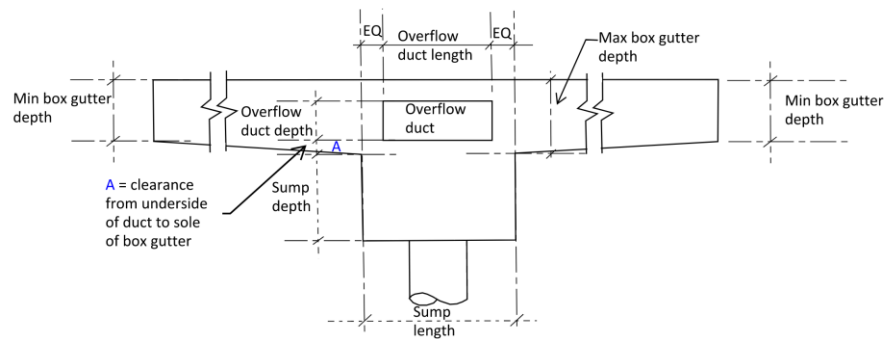 EQ
Overflow
duct length
EQ
Max box gutter
depth
Min box gutter
depth
Overflow
duct depth
Overflow
duct
Min box gutter
depth
A
A = clearance
from underside
of duct to sole
of box gutter
Sump
depth
Sump
length